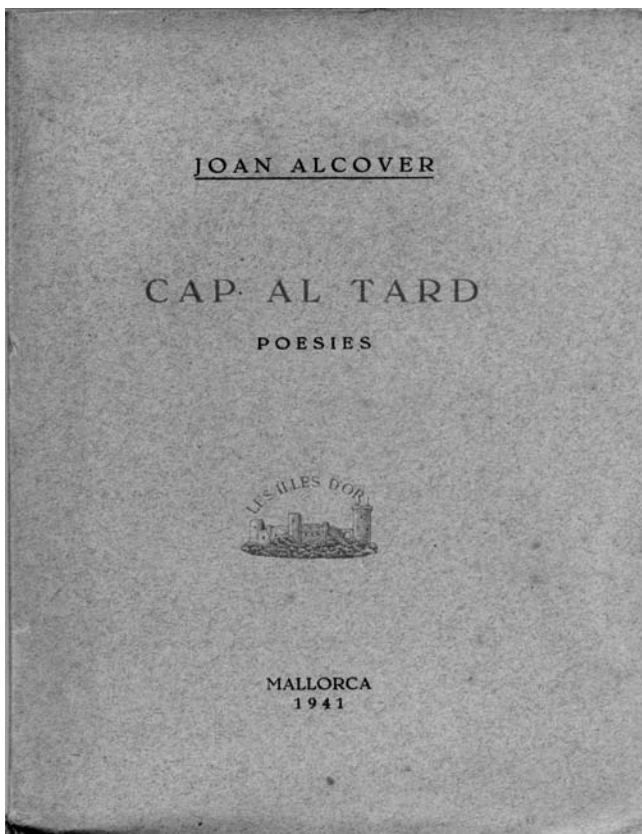 JOAN ALCOVER
CAP AL TARD
POESIES
LES ILLES D'OR
MALLORCA
1941